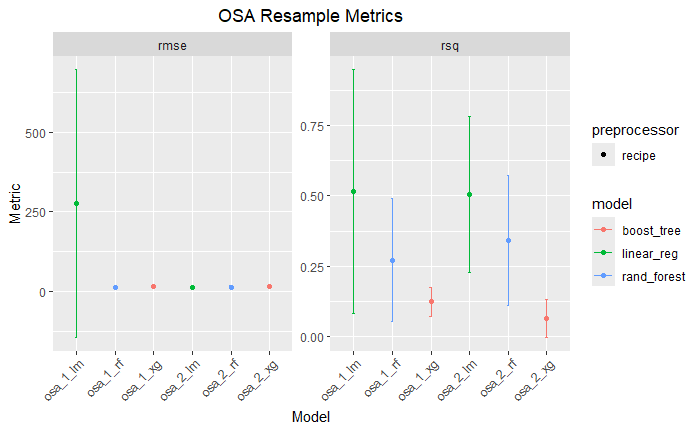 OSA Resample Metrics
rmse
rsq
Metric
500
250
0
0.75
0.50
0.25
0.00
osa_1_lm
osa_1_rf
osa_1_xg
osa_2_lm
osa_2_rf
osa_2_xg
osa_1_lm
osa_1_rf
osa_1_xg
osa_2_lm
osa_2_rf
osa_2_xg
Model
preprocessor
recipe
model
boost_tree
linear_reg
rand_forest